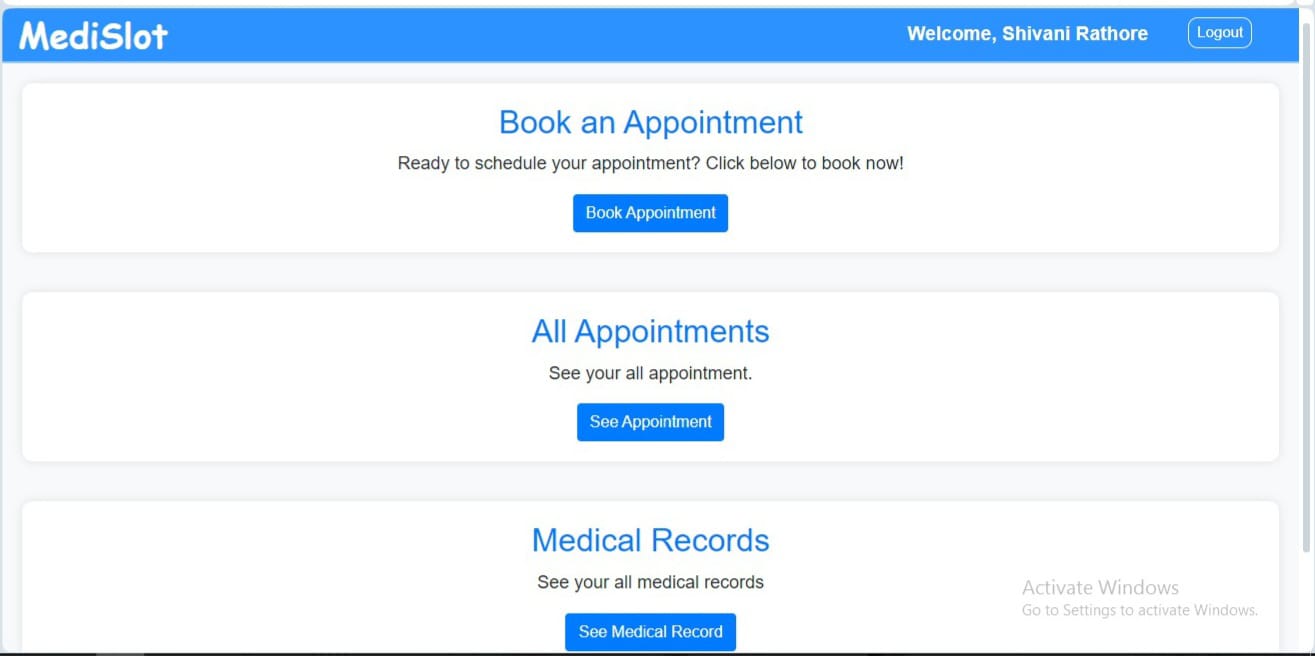 MediSlot
Welcome, Shivani Rathore
Logout
Book an Appointment
Ready to schedule your appointment? Click below to book now!
Book Appointment
All Appointments
See your all appointment.
See Appointment
Medical Records
See your all medical records
See Medical Record
Activate Windows
Go to Settings to activate Windows.